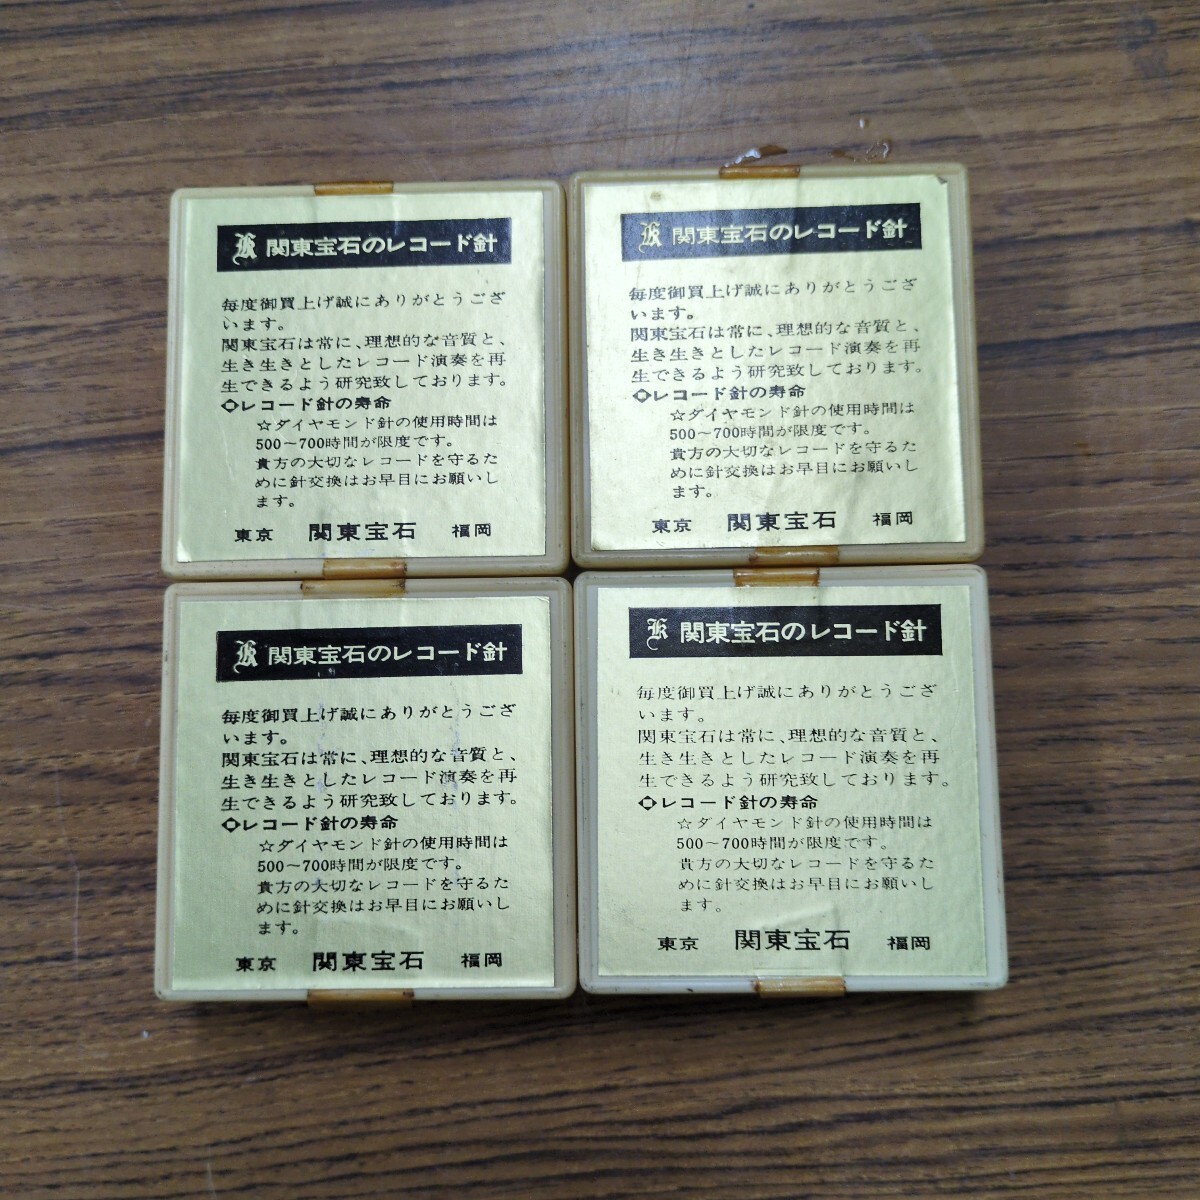 K 関東宝石のレコード針
毎度御買上げ誠にありがとうござ
います。
関東宝石は常に、理想的な音質と、
生き生きとしたレコード演奏を再
生できるよう研究致しております。
レコード針の寿命
☆ダイヤモンド針の使用時間は
500〜700時間が限度です。
貴方の大切なレコードを守るた
めに針交換はお早目にお願いし
ます。
東京 関東宝石 福岡
K 関東宝石のレコード針
毎度御買上げ誠にありがとうござ
います。
関東宝石は常に、理想的な音質と、
生き生きとしたレコード演奏を再
生できるよう研究致しております。
レコード針の寿命
☆ダイヤモンド針の使用時間は
500〜700時間が限度です。
貴方の大切なレコードを守るた
めに針交換はお早目にお願いし
ます。
東京 関東宝石 福岡
K 関東宝石のレコード針
毎度御買上げ誠にありがとうござ
います。
関東宝石は常に、理想的な音質と、
生き生きとしたレコード演奏を再
生できるよう研究致しております。
レコード針の寿命
☆ダイヤモンド針の使用時間は
500〜700時間が限度です。
貴方の大切なレコードを守るた
めに針交換はお早目にお願いし
ます。
東京 関東宝石 福岡
K 関東宝石のレコード針
毎度御買上げ誠にありがとうござ
います。
関東宝石は常に、理想的な音質と、
生き生きとしたレコード演奏を再
生できるよう研究致しております。
レコード針の寿命
☆ダイヤモンド針の使用時間は
500〜700時間が限度です。
貴方の大切なレコードを守るた
めに針交換はお早目にお願いし
ます。
東京 関東宝石 福岡